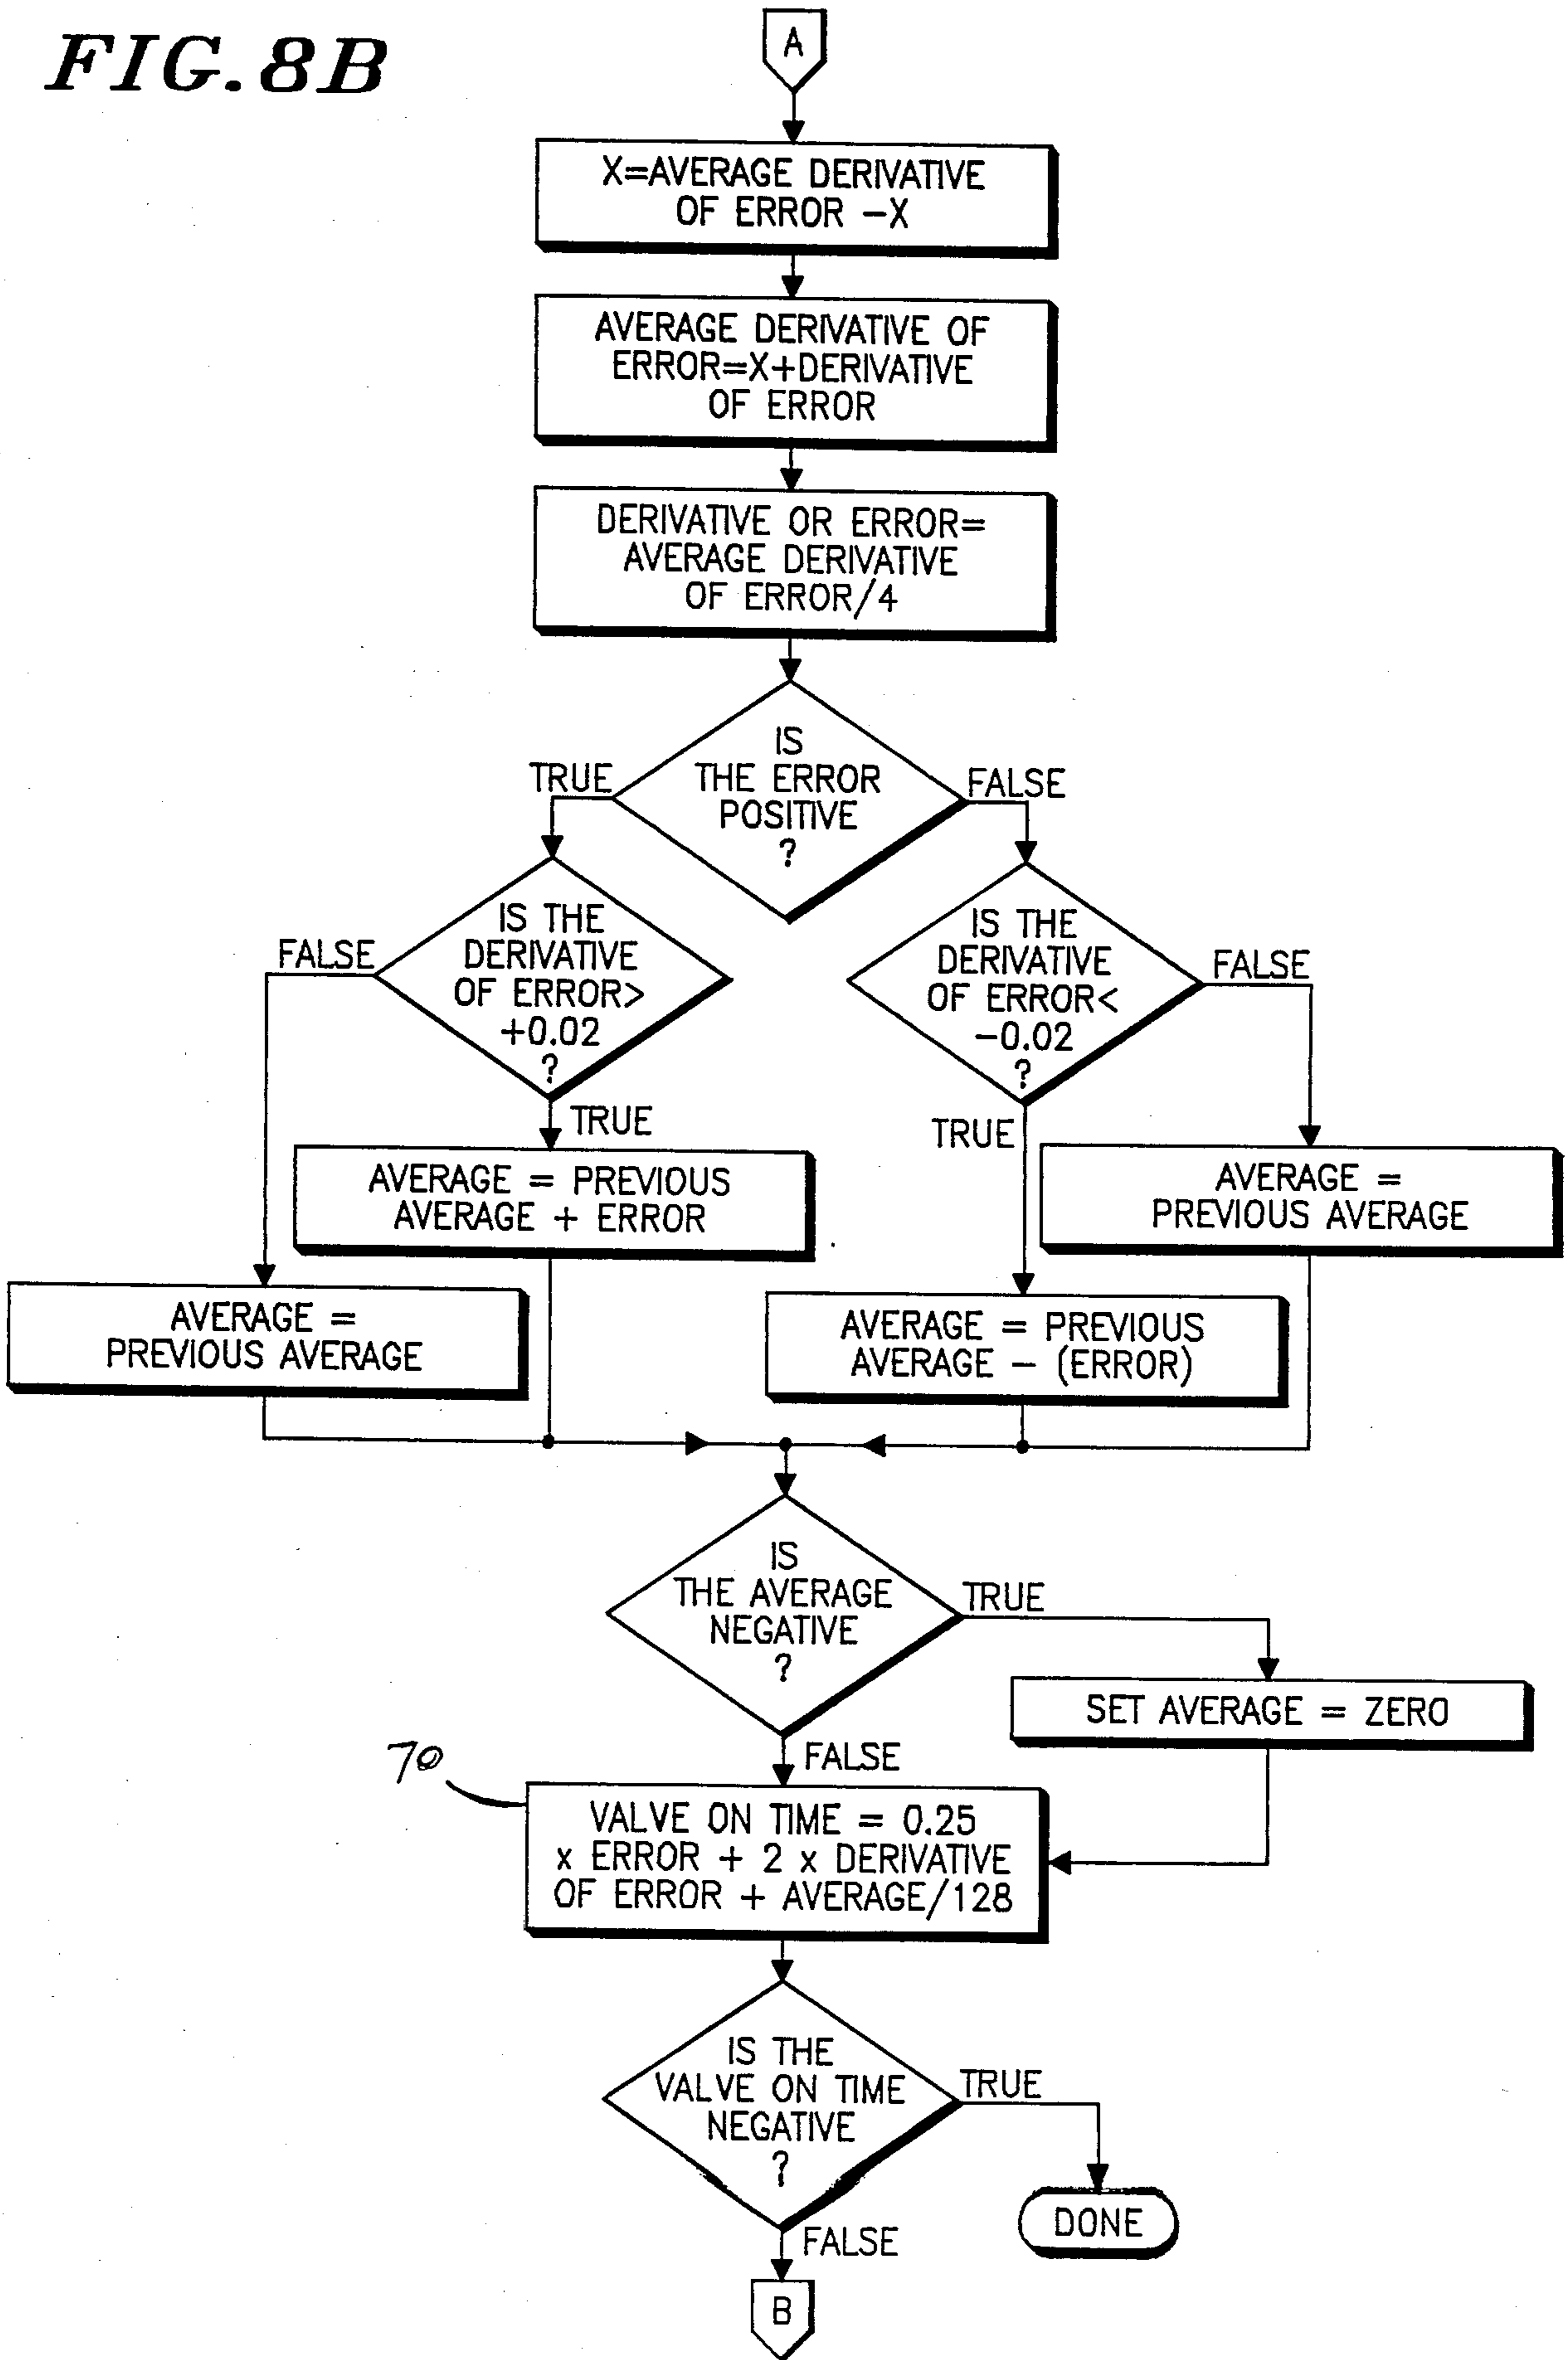 FIG. 8B
A
X=AVERAGE DERIVATIVE
OF ERROR -X
AVERAGE DERIVATIVE OF
ERROR=X+DERIVATIVE
OF ERROR
DERIVATIVE OR ERROR=
AVERAGE DERIVATIVE
OF ERROR/4
IS
THE ERROR
POSITIVE
?
TRUE
FALSE
IS THE
DERIVATIVE
OF ERROR>
+0.02
?
FALSE
TRUE
IS THE
DERIVATIVE
OF ERROR<
-0.02
?
FALSE
TRUE
AVERAGE = PREVIOUS
AVERAGE + ERROR
AVERAGE =
PREVIOUS AVERAGE
AVERAGE =
PREVIOUS AVERAGE
AVERAGE = PREVIOUS
AVERAGE - (ERROR)
IS
THE AVERAGE
NEGATIVE
?
TRUE
SET AVERAGE = ZERO
FALSE
70
VALVE ON TIME = 0.25
x ERROR + 2 x DERIVATIVE
OF ERROR + AVERAGE/128
IS THE
VALVE ON TIME
NEGATIVE
?
TRUE
DONE
FALSE
B